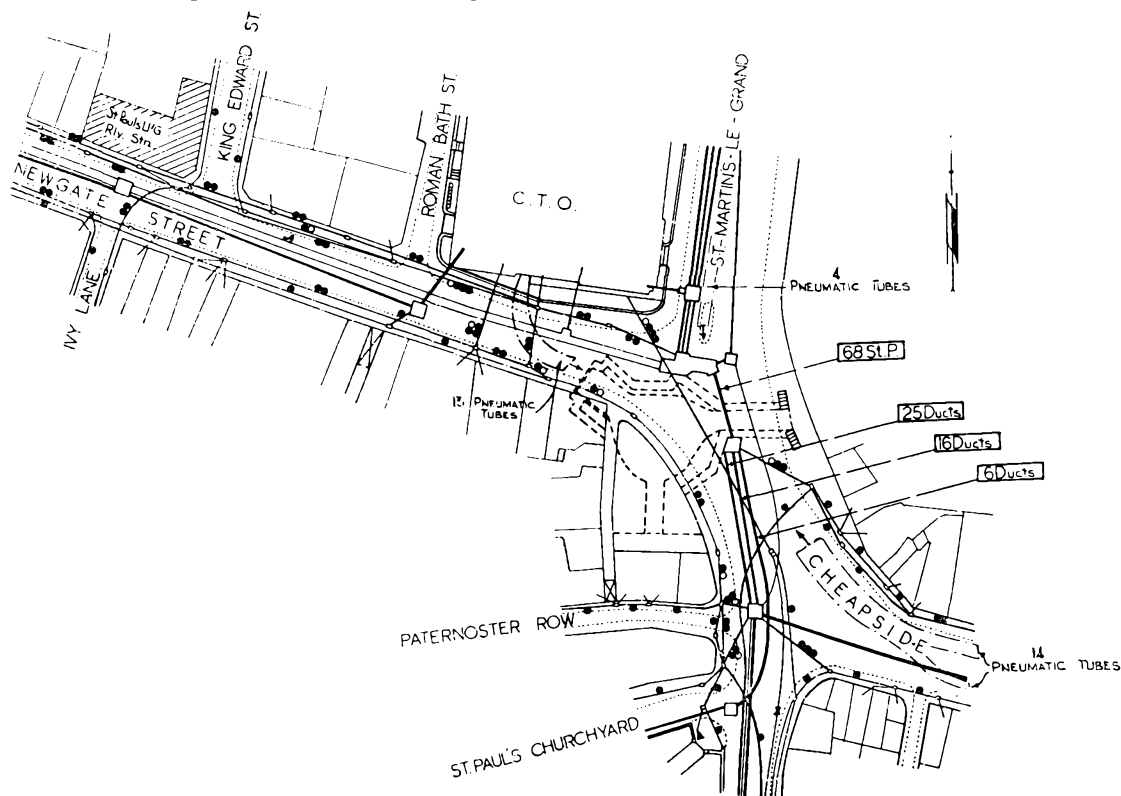 KING EDWARD ST.
ROMAN BATH ST.
ST-MARTINS-LE-GRAND
St Pauls U'G
Rly. Stn.
C.T.O.
NEWGATE STREET
IVY LANE
4
PNEUMATIC TUBES
68 St. P.
PNEUMATIC
TUBES
25 Ducts
16 Ducts
6 Ducts
CHEAPSIDE
PATERNOSTER ROW
14
PNEUMATIC TUBES
ST. PAUL'S CHURCHYARD